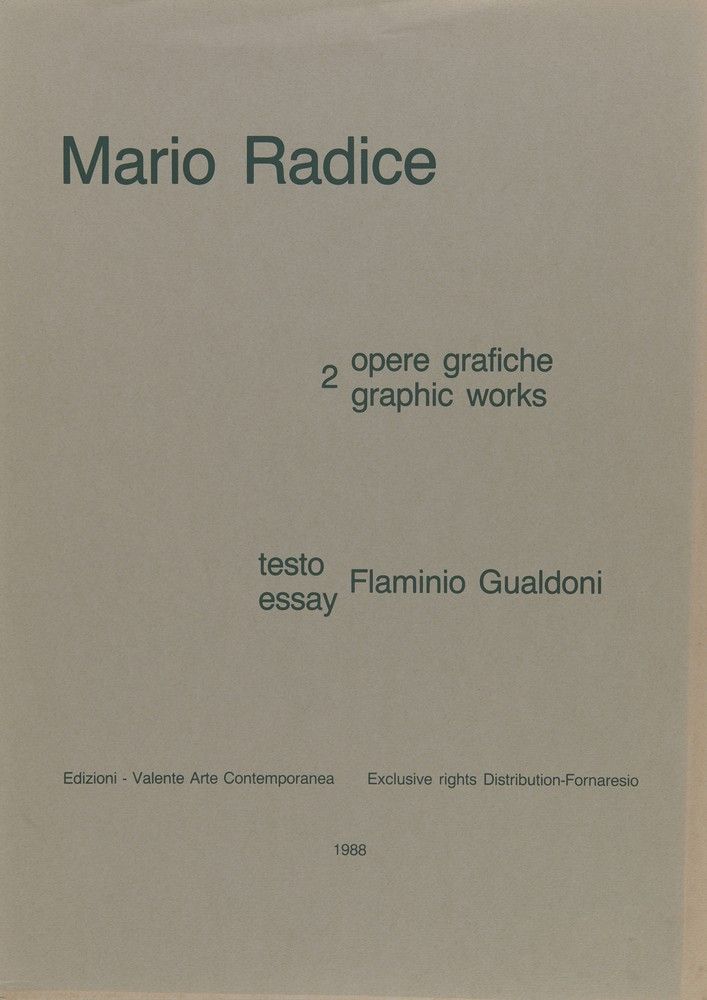 Mario Radice
2 opere grafiche
graphic works
testo
essay Flaminio Gualdoni
Edizioni - Valente Arte Contemporanea Exclusive rights Distribution-Fornaresio
1988